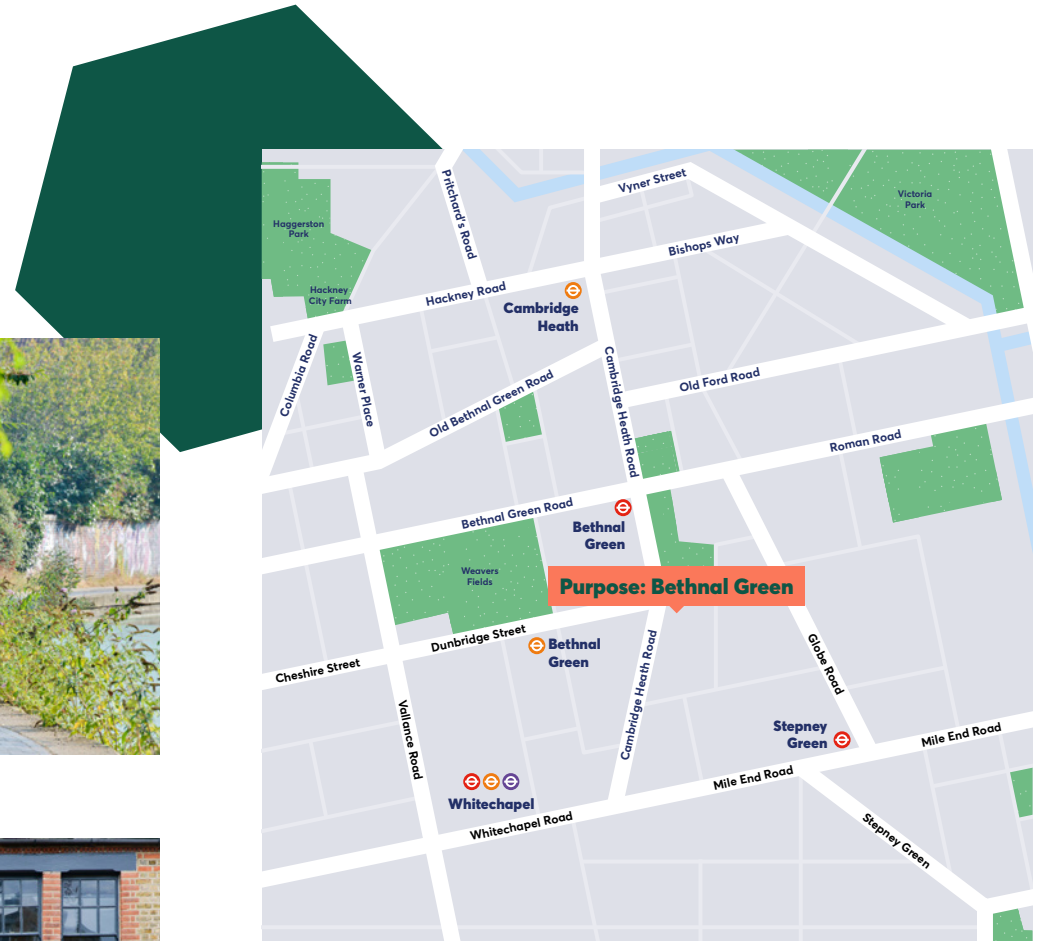 Pritchard's Road
Vyner Street
Victoria
Park
Haggerston
Park
Bishops Way
Hackney
City Farm
Hackney Road
Cambridge
Heath
Columbia Road
Warner Place
Old Bethnal Green Road
Cambridge Heath Road
Old Ford Road
Roman Road
Bethnal Green Road
Bethnal
Green
Weavers
Fields
Purpose: Bethnal Green
Dunbridge Street
Bethnal
Green
Cheshire Street
Cambridge Heath Road
Globe Road
Vallance Road
Stepney
Green
Mile End Road
Mile End Road
Whitechapel
Whitechapel Road
Stepney Green